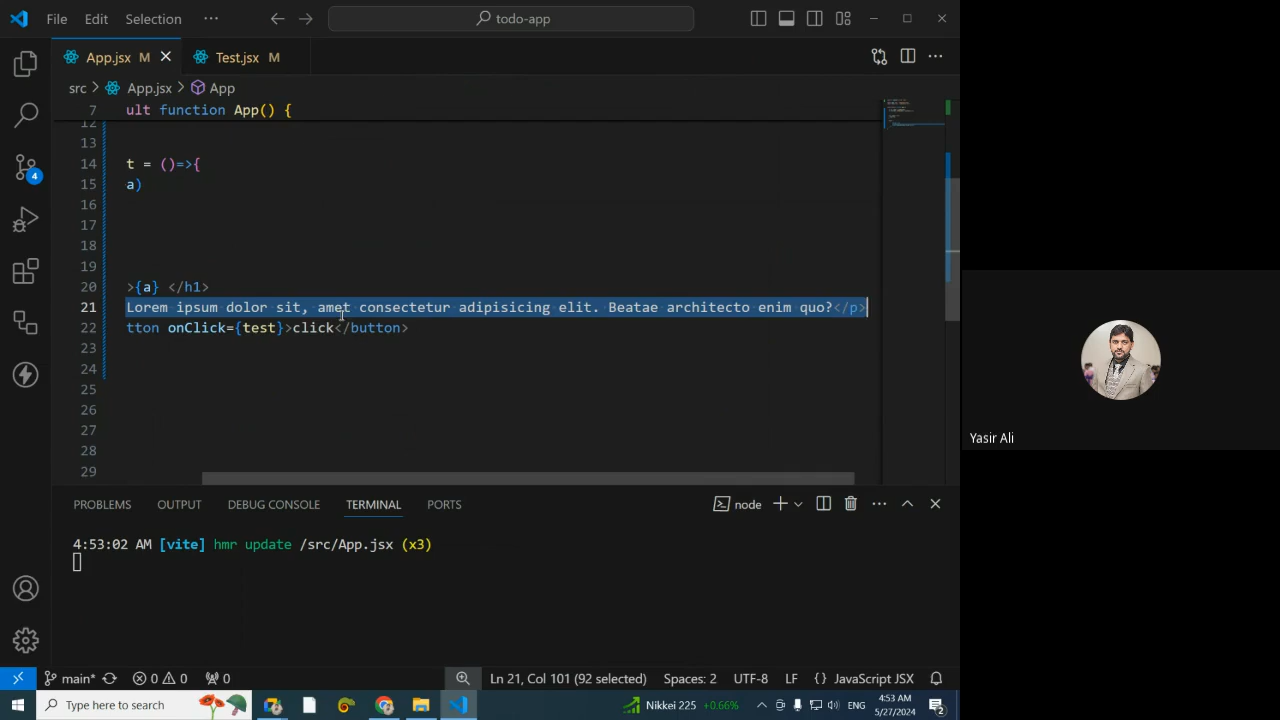 File Edit Selection ··· todo-app
App.jsx M Test.jsx M
src > App.jsx > App
7 ult function App() {
12
13
14 t = ()=>{
15 a)
16
17
18
19
20 >{a} </h1>
21 Lorem ipsum dolor sit, amet consectetur adipisicing elit. Beatae architecto enim quo?</p>
22 tton onClick={test}>click</button>
23
24
25
26
27
28
29
4
PROBLEMS OUTPUT DEBUG CONSOLE TERMINAL PORTS node
4:53:02 AM [vite] hmr update /src/App.jsx (x3)
main* 0 0 0 Ln 21, Col 101 (92 selected) Spaces: 2 UTF-8 LF {} JavaScript JSX
Type here to search Nikkei 225 +0.66% ENG 4:53 AM
5/27/2024 2
Yasir Ali